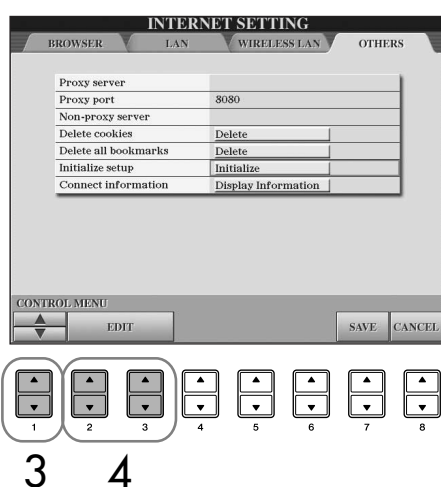 INTERNET SETTING
BROWSER LAN WIRELESS LAN OTHERS
Proxy server
Proxy port 8080
Non-proxy server
Delete cookies Delete
Delete all bookmarks Delete
Initialize setup Initialize
Connect information Display Information
CONTROL MENU
EDIT SAVE CANCEL
1 2 3 4 5 6 7 8
3 4